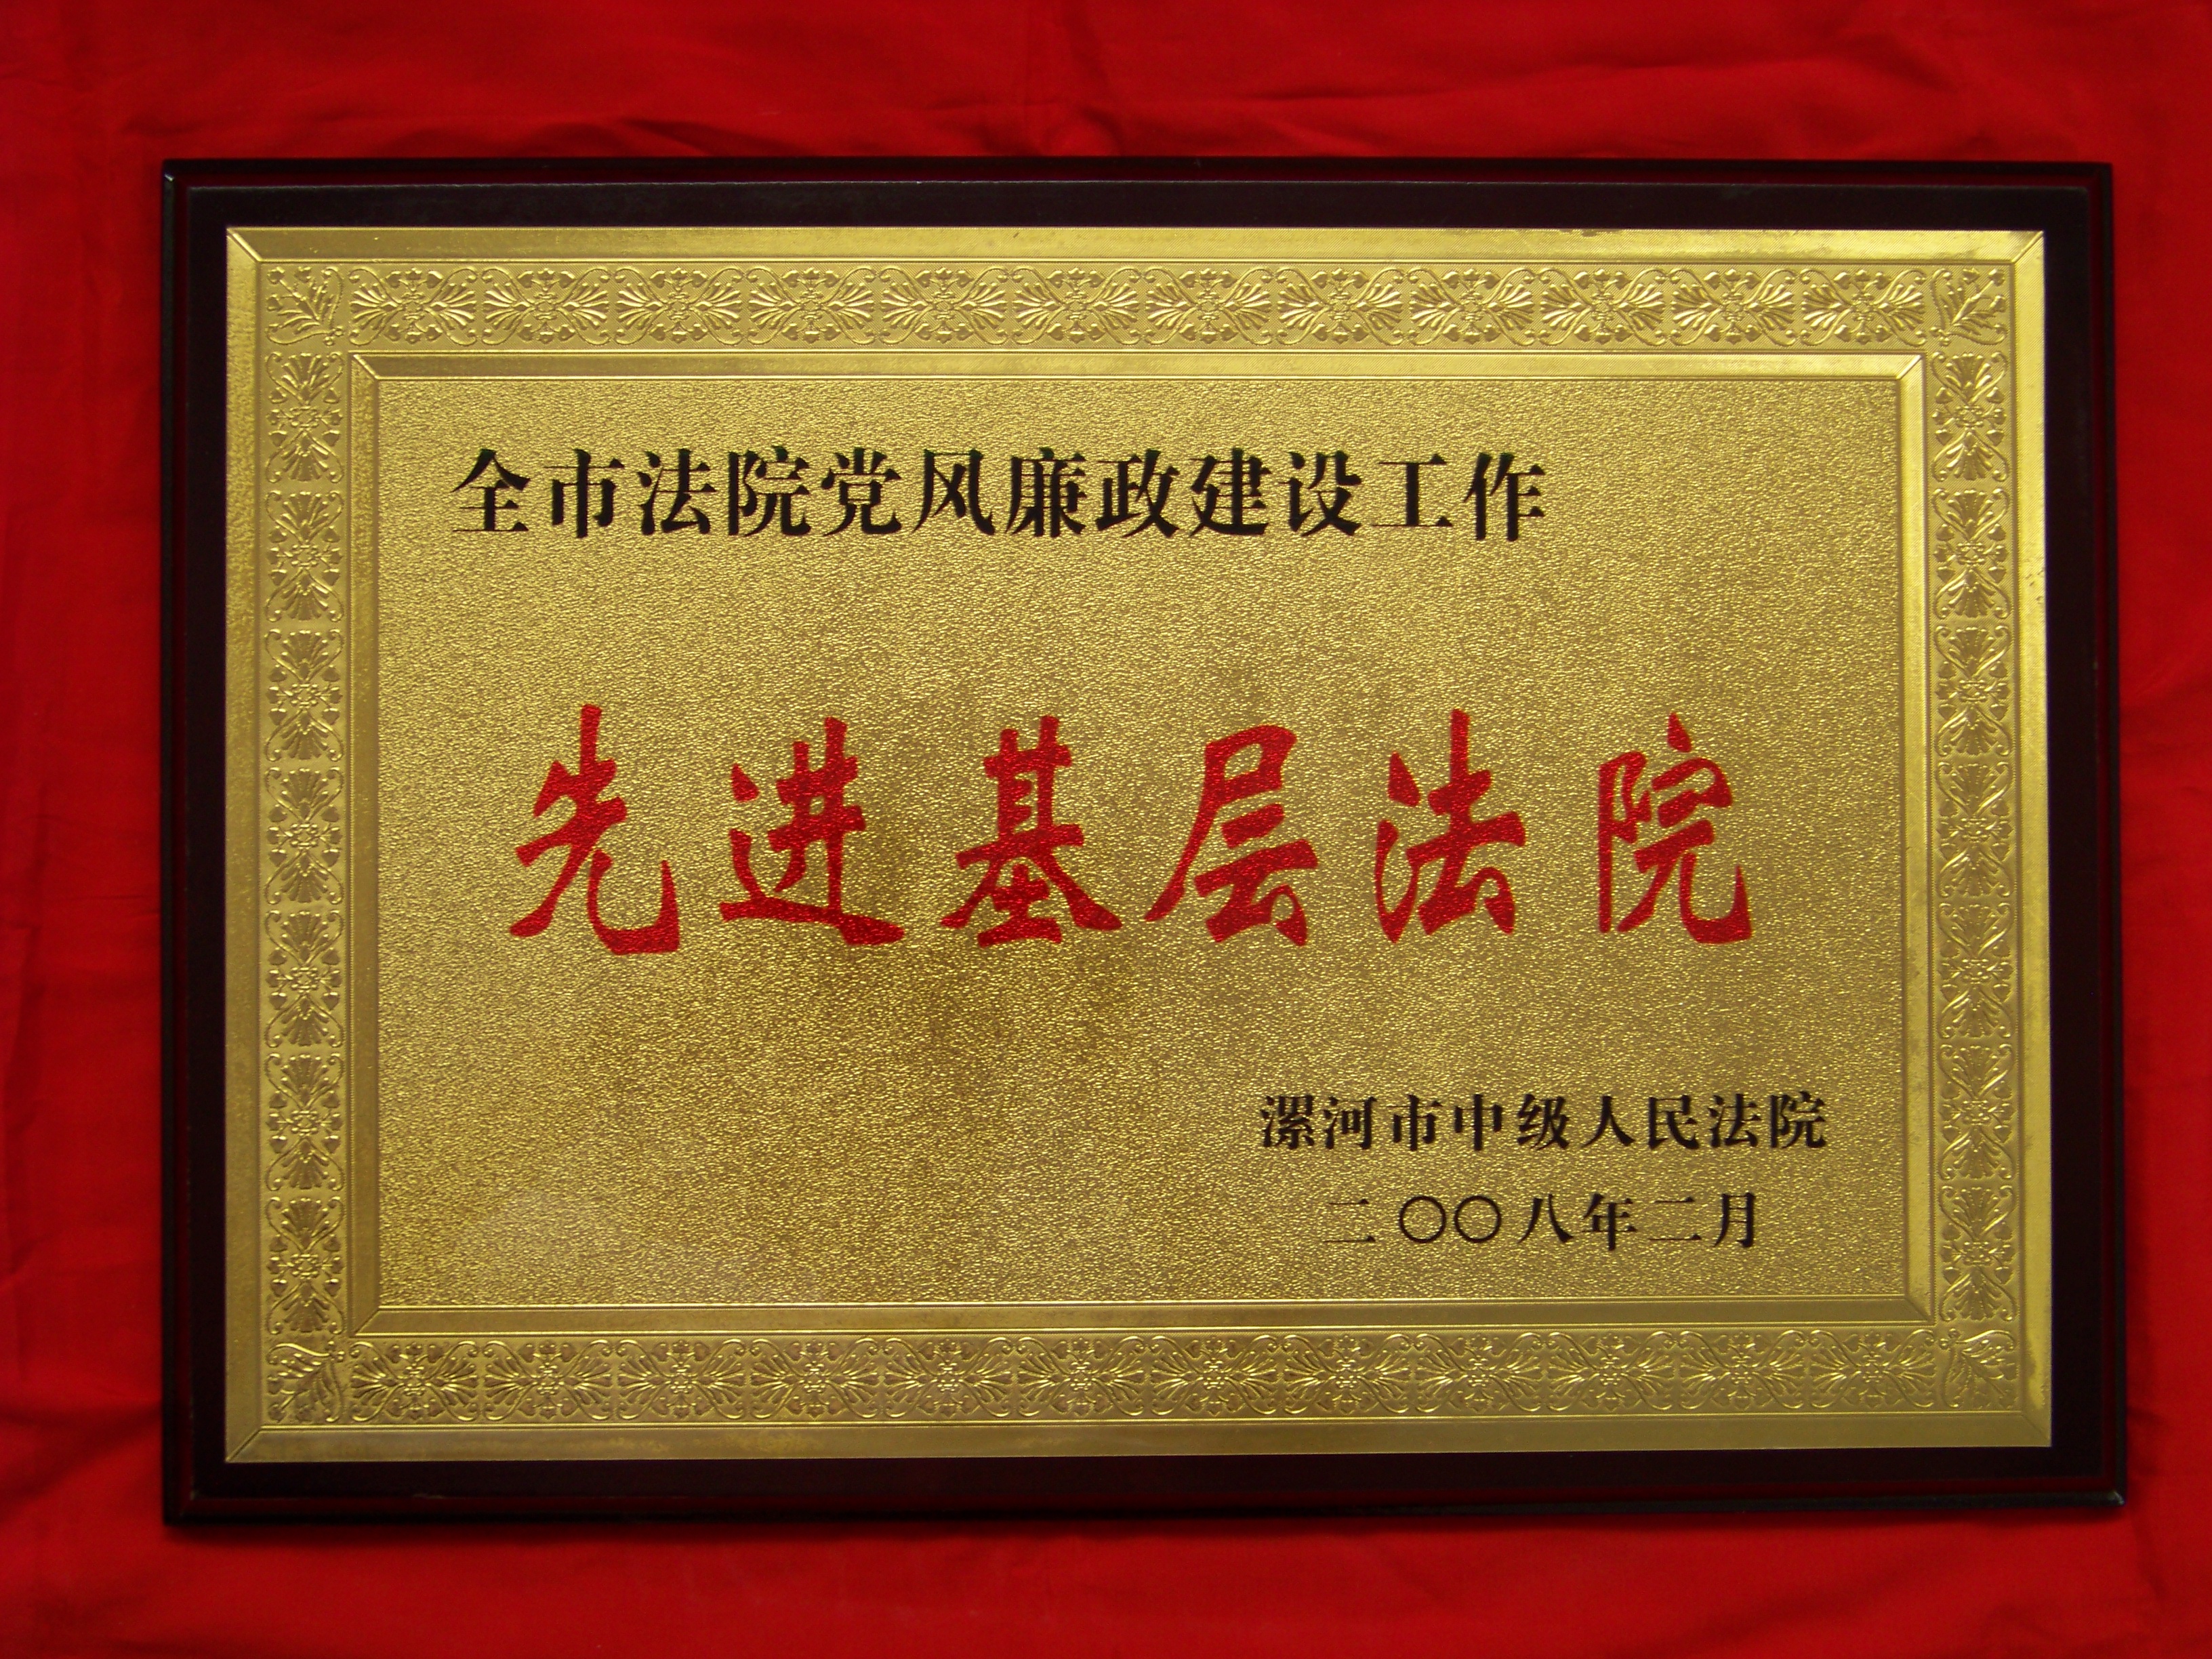 全市法院党风廉政建设工作
先进基层法院
漯河市中级人民法院
二〇〇八年二月